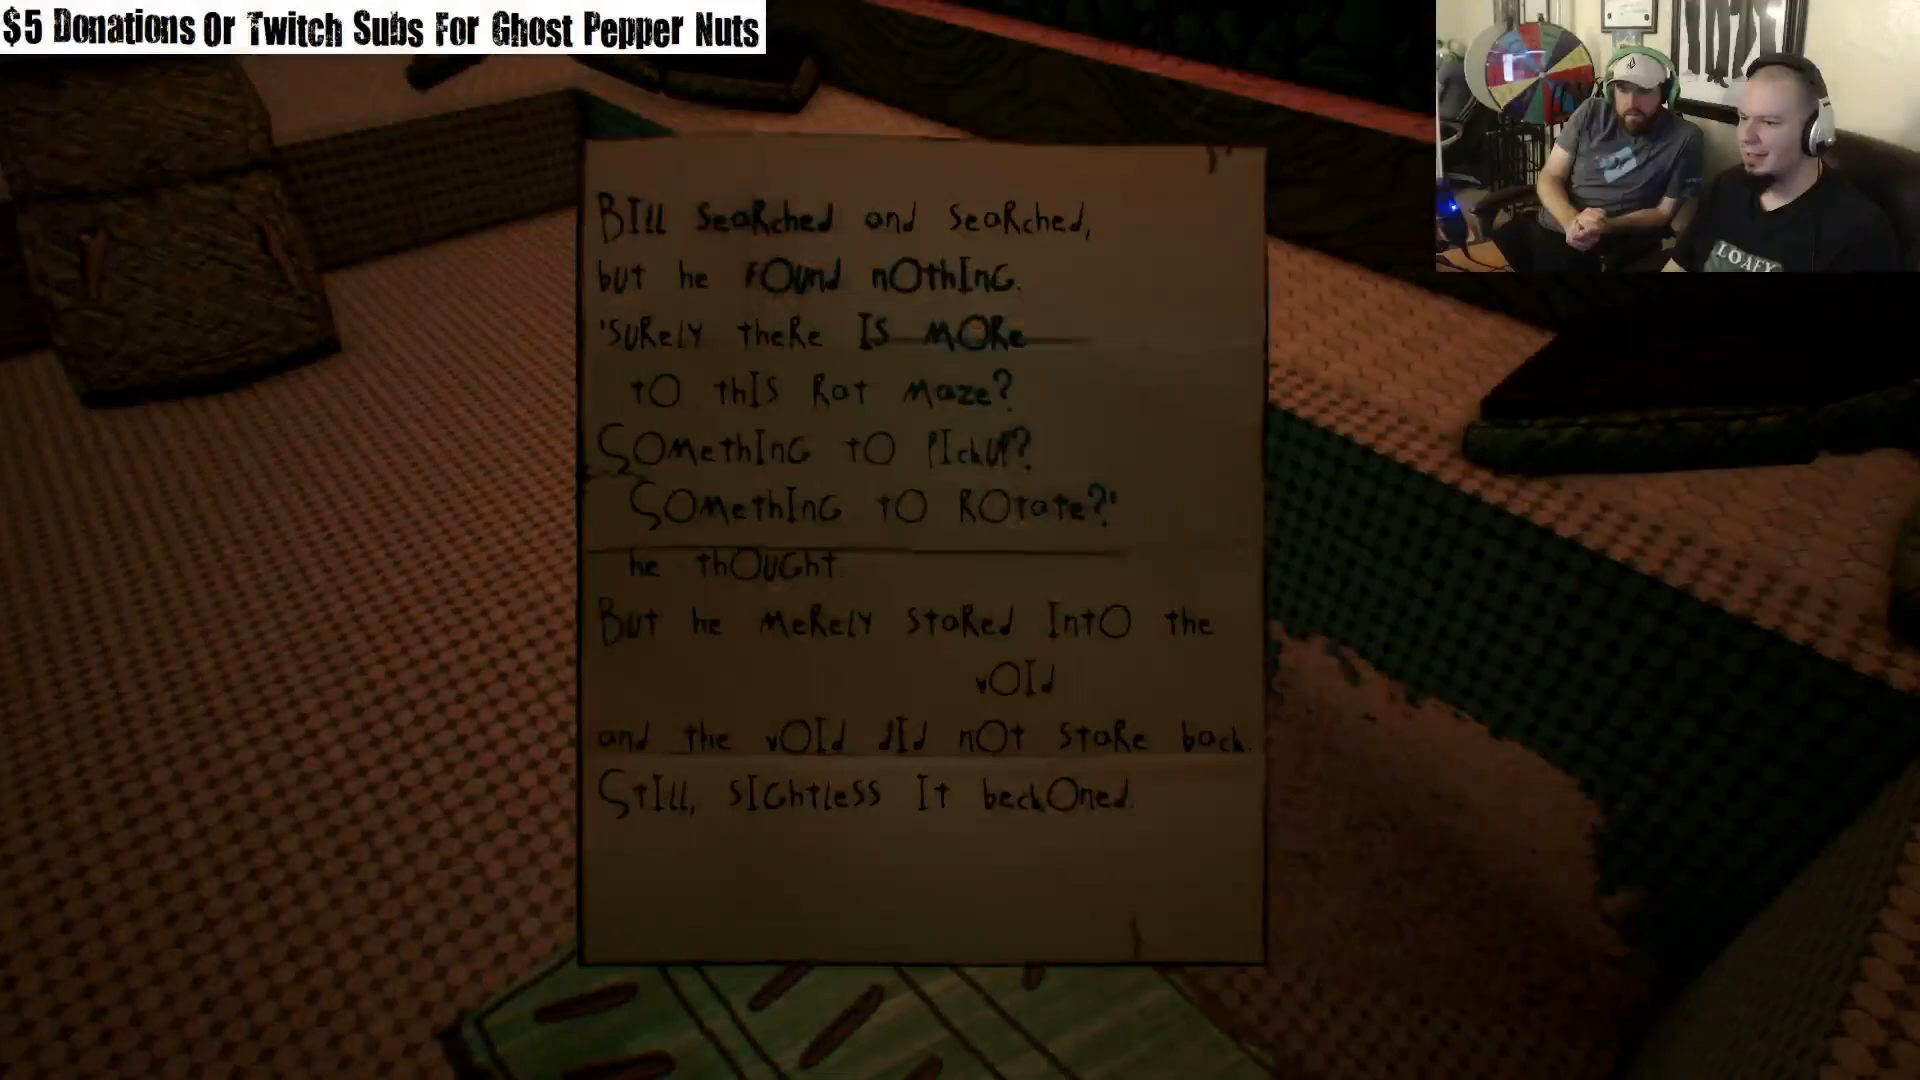 $5 Donations Or Twitch Subs For Ghost Pepper Nuts
LOAFY
BIll SeaRched and SeaRched,
but he FOUnd nOthInG.
'SURelY theRe IS MORe
tO thIS Rat Maze?
SOMethInG tO PIckUP?
SOMethInG tO ROtate?'
he thOUGht
BUt he MeRelY StaRed IntO the
vOId
and the vOId dId nOt StaRe back.
StIll, SIGhtleSS It beckOned.